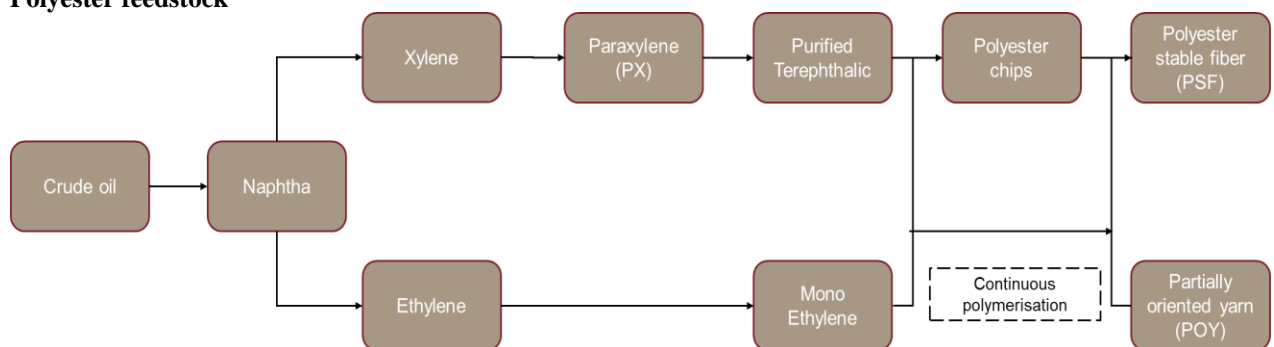 Polyester feedstock
Xylene
Paraxylene
(PX)
Purified
Terephthalic
Polyester
chips
Polyester
stable fiber
(PSF)
Crude oil
Naphtha
Ethylene
Mono
Ethylene
Continuous
polymerisation
Partially
oriented yarn
(POY)